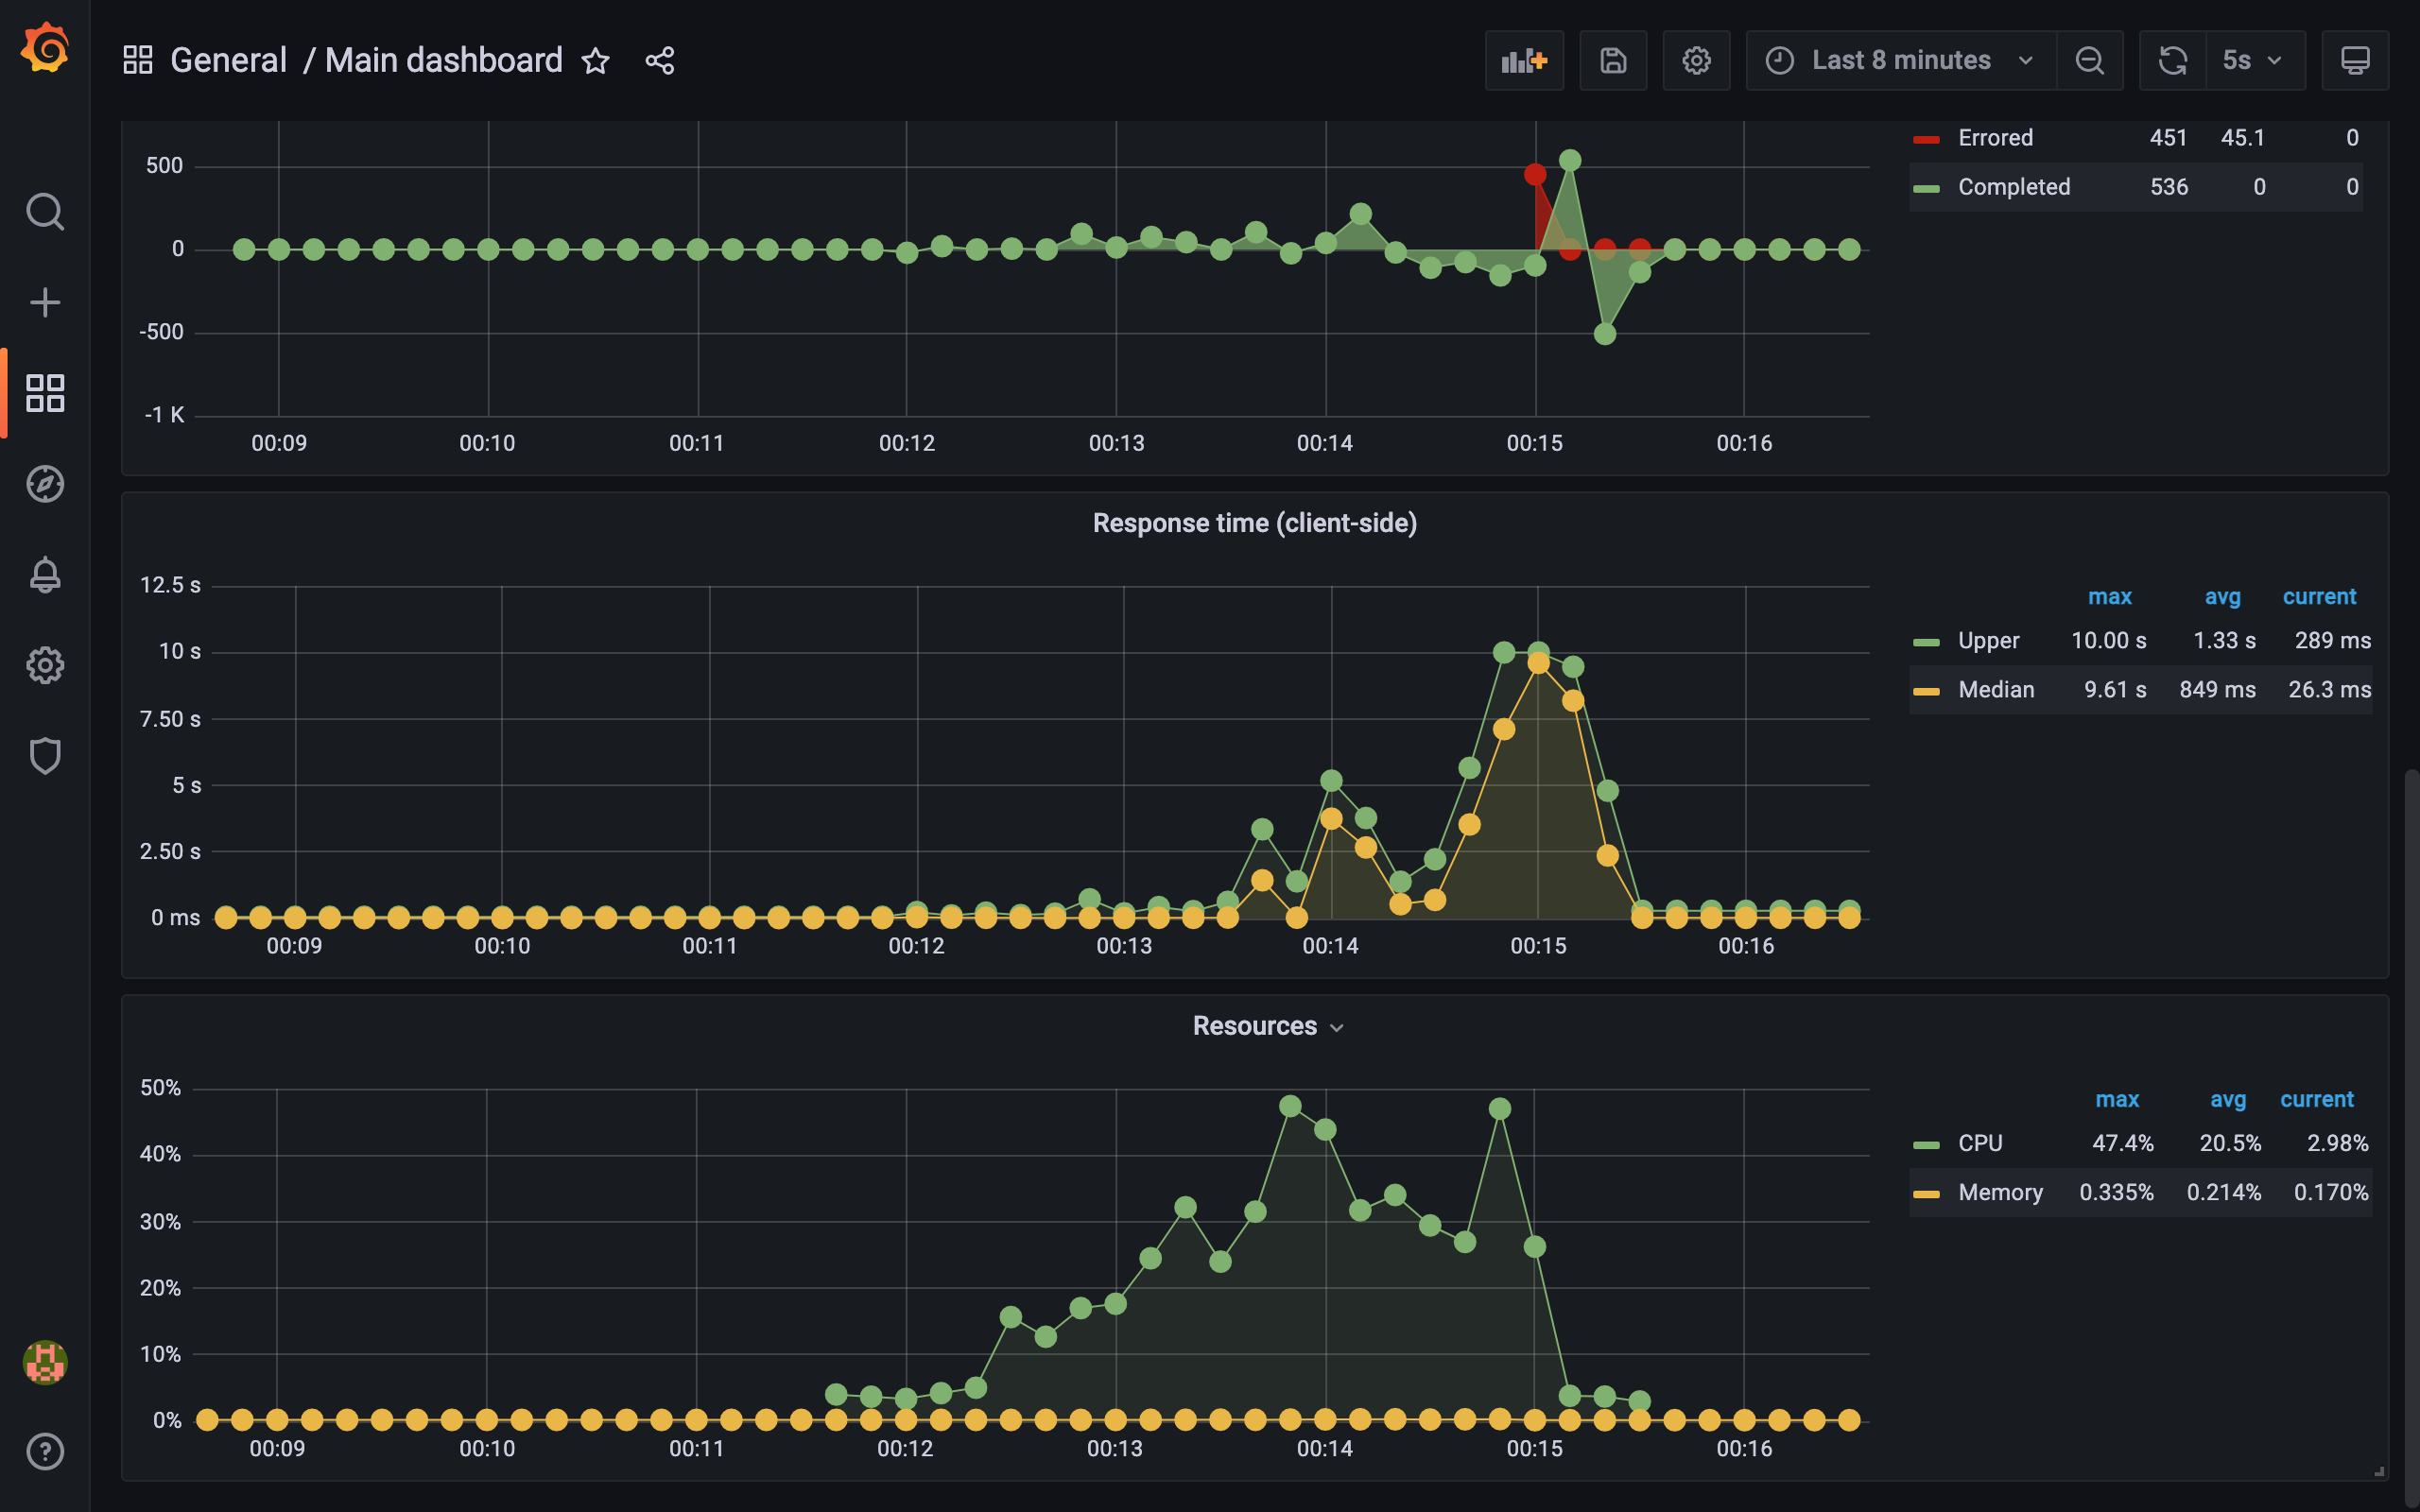 General / Main dashboard
Last 8 minutes
5s
Errored 451 45.1 0
Completed 536 0 0
500
0
-500
-1 K
00:09 00:10 00:11 00:12 00:13 00:14 00:15 00:16
Response time (client-side)
12.5 s
10 s
7.50 s
5 s
2.50 s
0 ms
00:09 00:10 00:11 00:12 00:13 00:14 00:15 00:16
max avg current
Upper 10.00 s 1.33 s 289 ms
Median 9.61 s 849 ms 26.3 ms
Resources
50%
40%
30%
20%
10%
0%
00:09 00:10 00:11 00:12 00:13 00:14 00:15 00:16
max avg current
CPU 47.4% 20.5% 2.98%
Memory 0.335% 0.214% 0.170%